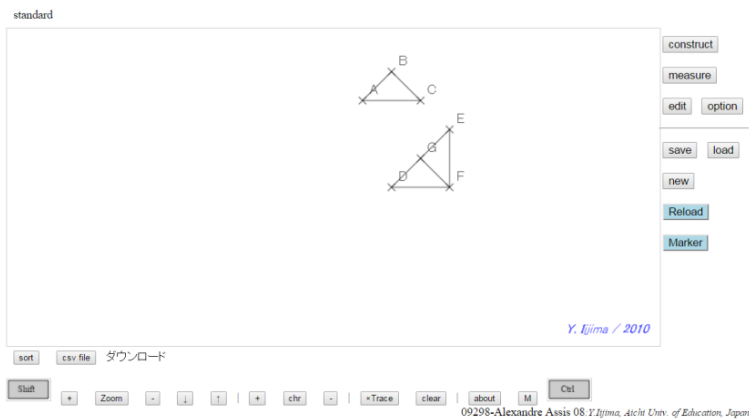 standard
construct
B
measure
A
C
edit option
E
G
save load
D
F
new
Reload
Marker
Y. Iijima / 2010
sort csv file ダウンロード
Shift + Zoom - ↓ ↑ | + chr - | ×Trace clear | about M Ctrl
09298-Alexandre Assis 08:Y.Iijima, Aichi Univ. of Education, Japan